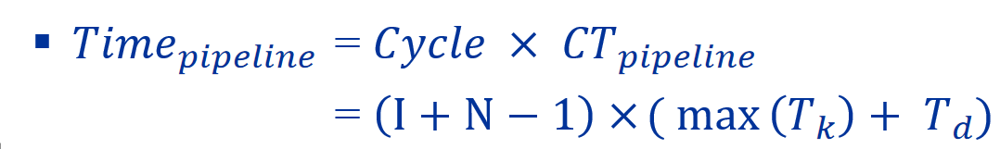 ▪ Time_pipeline = Cycle × CT_pipeline
= (I + N − 1) × ( max (T_k) + T_d)